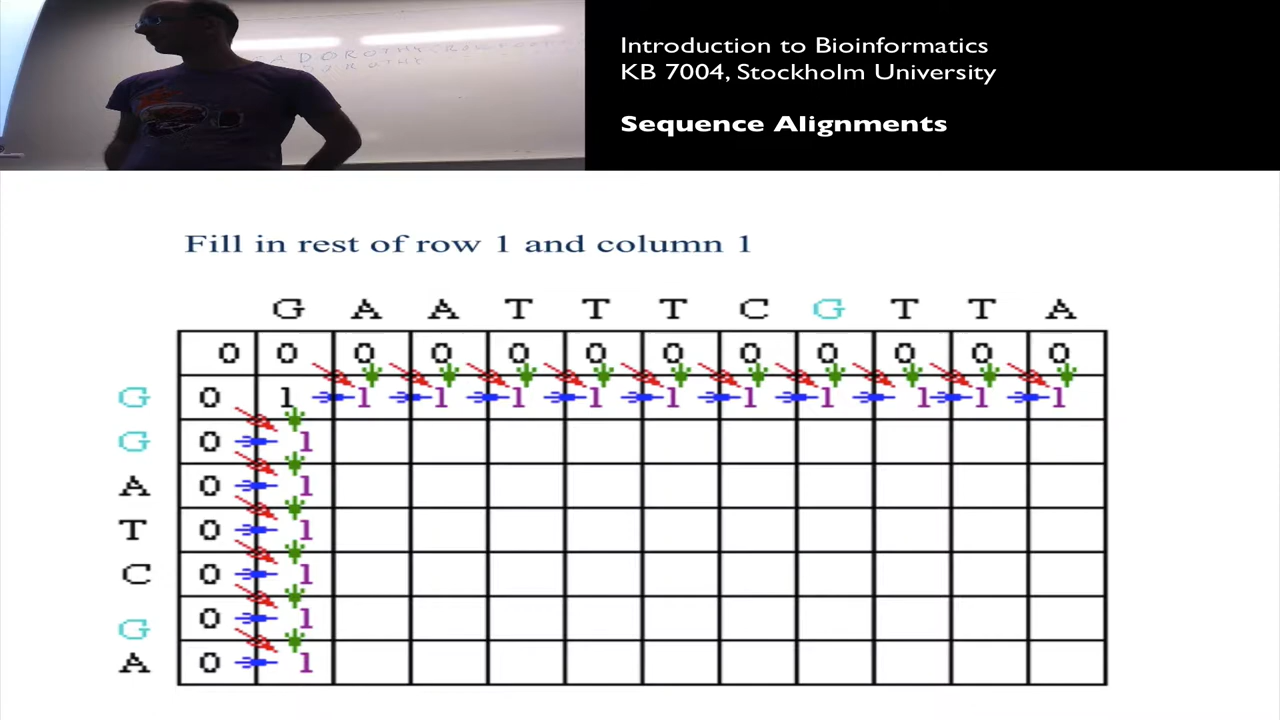 A D O R O T H Y
D O R O T H Y
Introduction to Bioinformatics
KB 7004, Stockholm University
Sequence Alignments
Fill in rest of row 1 and column 1
G A A T T T C G T T A
0 0 0 0 0 0 0 0 0 0 0 0
G 0 1 1 1 1 1 1 1 1 1 1 1
G 0 1
A 0 1
T 0 1
C 0 1
G 0 1
A 0 1